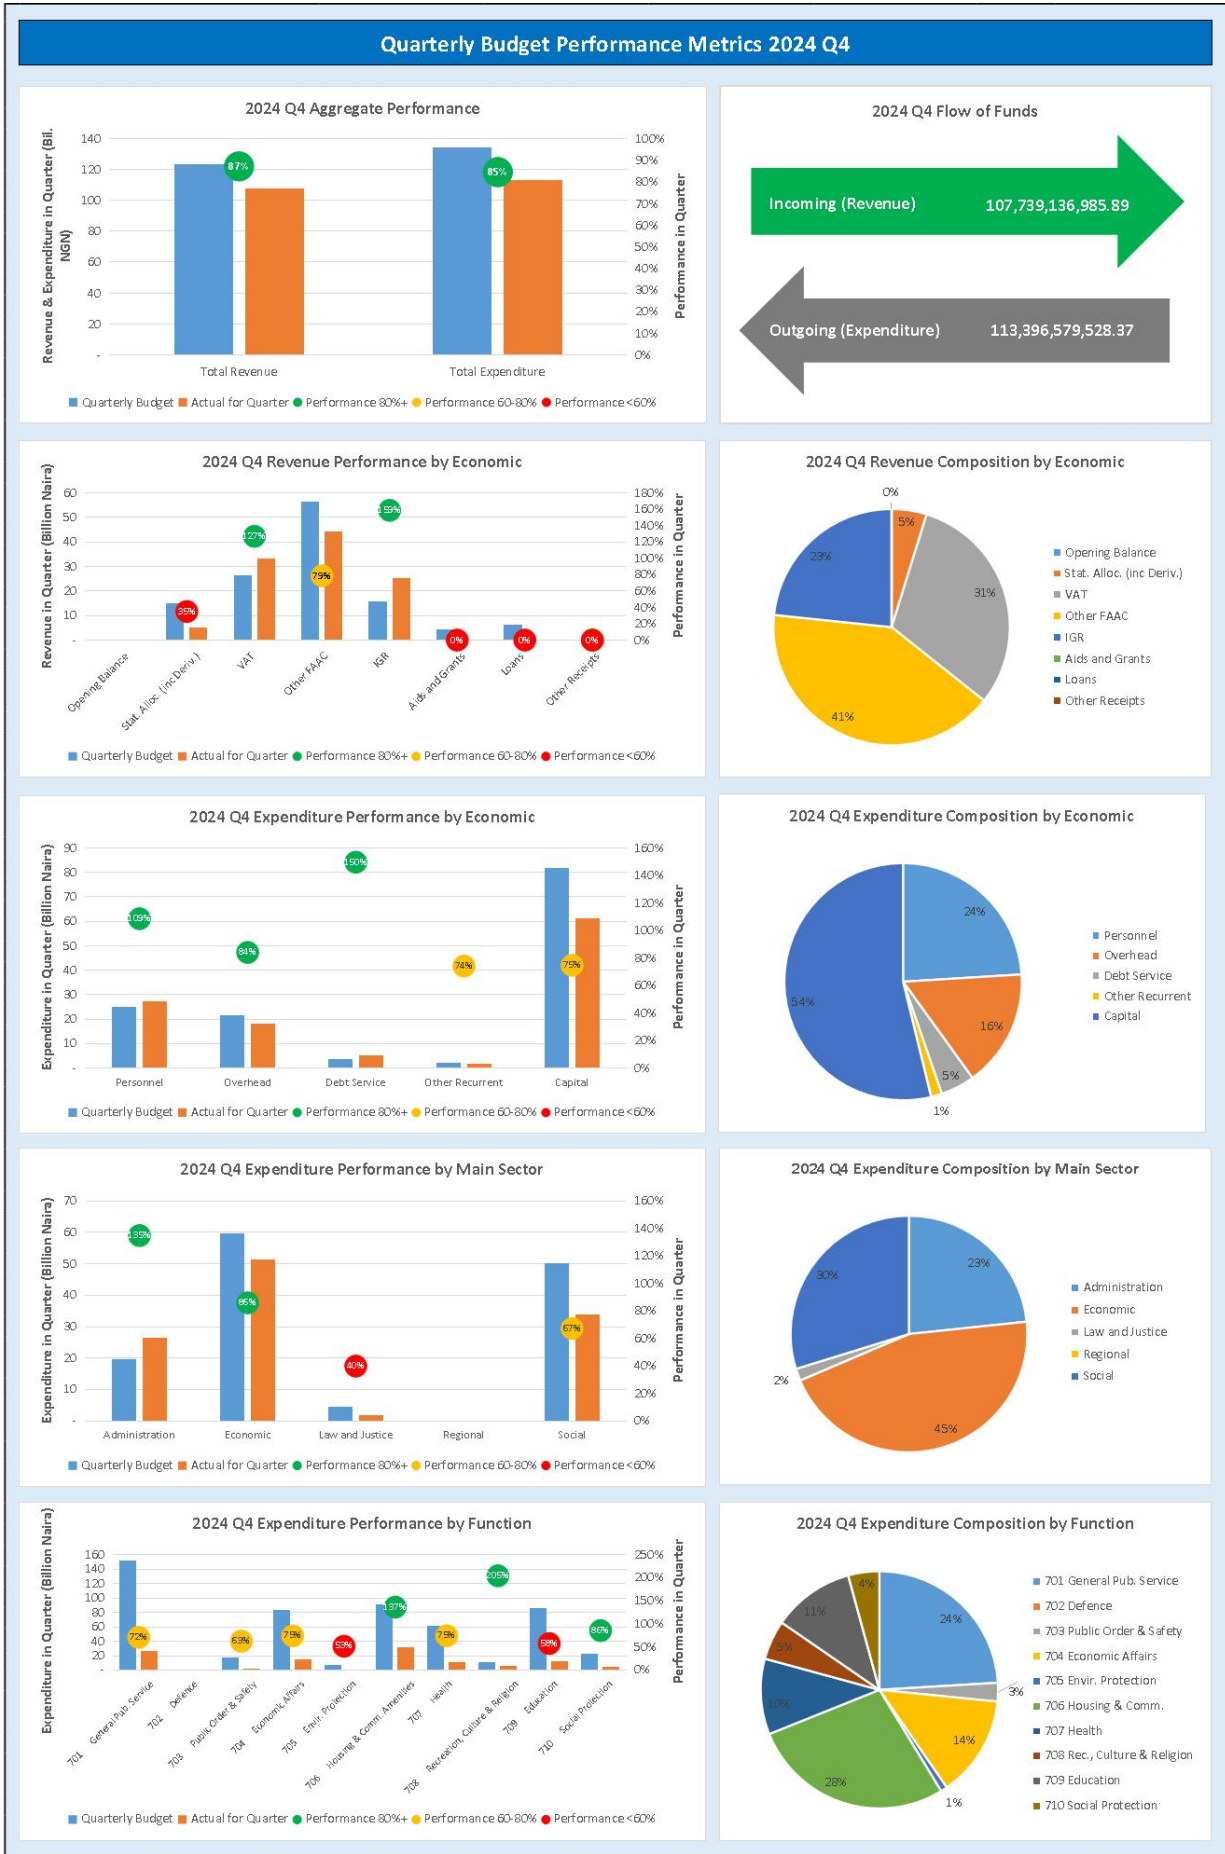 Quarterly Budget Performance Metrics 2024 Q4
2024 Q4 Aggregate Performance
Revenue & Expenditure in Quarter (Bil. NGN)
140
120
100
80
60
40
20
-
87%
85%
100%
90%
80%
70%
60%
50%
40%
30%
20%
10%
0%
Performance in Quarter
Total Revenue
Total Expenditure
Quarterly Budget Actual for Quarter Performance 80%+ Performance 60-80% Performance <60%
2024 Q4 Flow of Funds
Incoming (Revenue) 107,739,136,985.89
Outgoing (Expenditure) 113,396,579,528.37
2024 Q4 Revenue Performance by Economic
Revenue in Quarter (Billion Naira)
60
50
40
30
20
10
-
35%
127%
79%
159%
0%
0%
0%
180%
160%
140%
120%
100%
80%
60%
40%
20%
0%
Performance in Quarter
Opening Balance
Stat. Alloc. (inc Deriv.)
VAT
Other FAAC
IGR
Aids and Grants
Loans
Other Receipts
Quarterly Budget Actual for Quarter Performance 80%+ Performance 60-80% Performance <60%
2024 Q4 Revenue Composition by Economic
0%
5%
31%
41%
23%
Opening Balance
Stat. Alloc. (inc Deriv.)
VAT
Other FAAC
IGR
Aids and Grants
Loans
Other Receipts
2024 Q4 Expenditure Performance by Economic
Expenditure in Quarter (Billion Naira)
90
80
70
60
50
40
30
20
10
-
109%
84%
150%
74%
75%
160%
140%
120%
100%
80%
60%
40%
20%
0%
Performance in Quarter
Personnel
Overhead
Debt Service
Other Recurrent
Capital
Quarterly Budget Actual for Quarter Performance 80%+ Performance 60-80% Performance <60%
2024 Q4 Expenditure Composition by Economic
24%
16%
5%
1%
54%
Personnel
Overhead
Debt Service
Other Recurrent
Capital
2024 Q4 Expenditure Performance by Main Sector
Expenditure in Quarter (Billion Naira)
70
60
50
40
30
20
10
-
135%
86%
40%
67%
160%
140%
120%
100%
80%
60%
40%
20%
0%
Performance in Quarter
Administration
Economic
Law and Justice
Regional
Social
Quarterly Budget Actual for Quarter Performance 80%+ Performance 60-80% Performance <60%
2024 Q4 Expenditure Composition by Main Sector
23%
45%
2%
30%
Administration
Economic
Law and Justice
Regional
Social
2024 Q4 Expenditure Performance by Function
Expenditure in Quarter (Billion Naira)
160
140
120
100
80
60
40
20
-
72%
63%
75%
53%
137%
75%
205%
58%
86%
250%
200%
150%
100%
50%
0%
Performance in Quarter
701 General Pub. Service
702 Defence
703 Public Order & Safety
704 Economic Affairs
705 Envir. Protection
706 Housing & Comm. Amenities
707 Health
708 Recreation, Culture & Religion
709 Education
710 Social Protection
Quarterly Budget Actual for Quarter Performance 80%+ Performance 60-80% Performance <60%
2024 Q4 Expenditure Composition by Function
24%
3%
14%
1%
28%
10%
5%
11%
4%
701 General Pub. Service
702 Defence
703 Public Order & Safety
704 Economic Affairs
705 Envir. Protection
706 Housing & Comm.
707 Health
708 Rec., Culture & Religion
709 Education
710 Social Protection